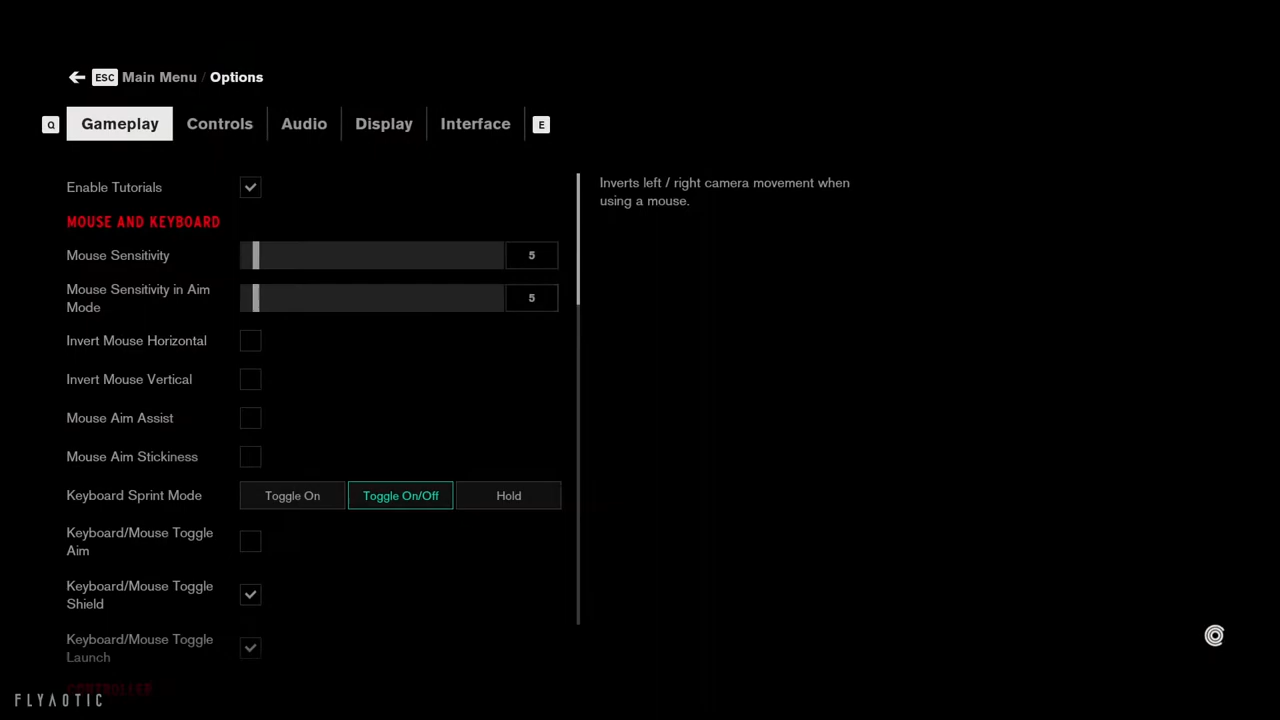 ESC Main Menu / Options
Q Gameplay Controls Audio Display Interface E
Enable Tutorials
Inverts left / right camera movement when
using a mouse.
MOUSE AND KEYBOARD
Mouse Sensitivity 5
Mouse Sensitivity in Aim
Mode 5
Invert Mouse Horizontal
Invert Mouse Vertical
Mouse Aim Assist
Mouse Aim Stickiness
Keyboard Sprint Mode Toggle On Toggle On/Off Hold
Keyboard/Mouse Toggle
Aim
Keyboard/Mouse Toggle
Shield
Keyboard/Mouse Toggle
Launch
CONTROLLER
FLYAOTIC